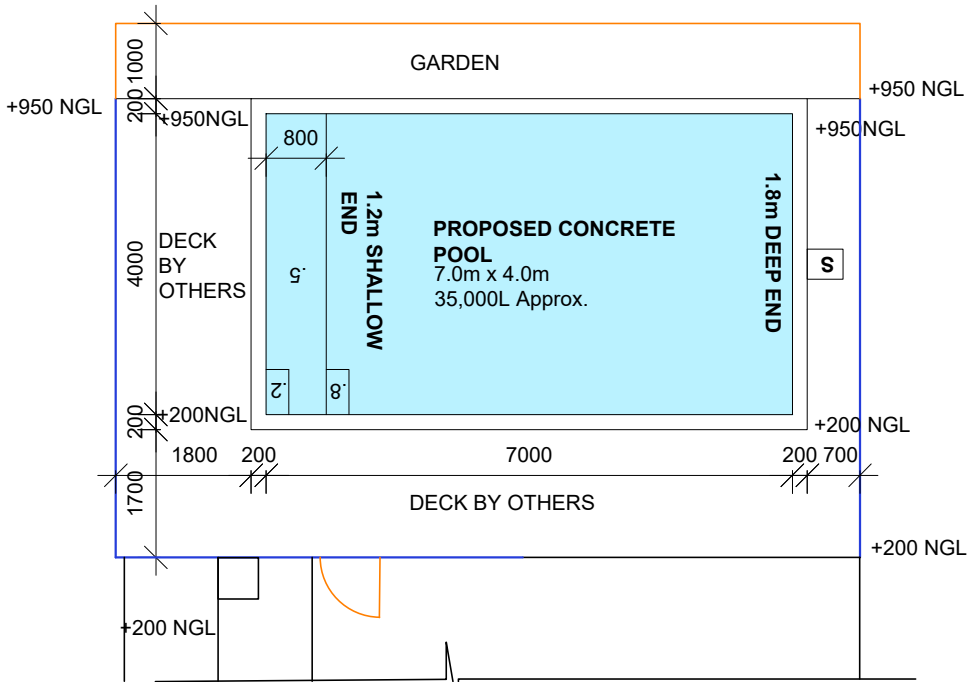 1000
GARDEN
+950 NGL
200
+950 NGL
+950NGL
+950NGL
800
1.2m SHALLOW
END
PROPOSED CONCRETE
POOL
7.0m x 4.0m
35,000L Approx.
1.8m DEEP END
DECK
BY
OTHERS
4000
.5
S
.2
.8
+200NGL
200
+200 NGL
1800
200
7000
200
700
1700
DECK BY OTHERS
+200 NGL
+200 NGL